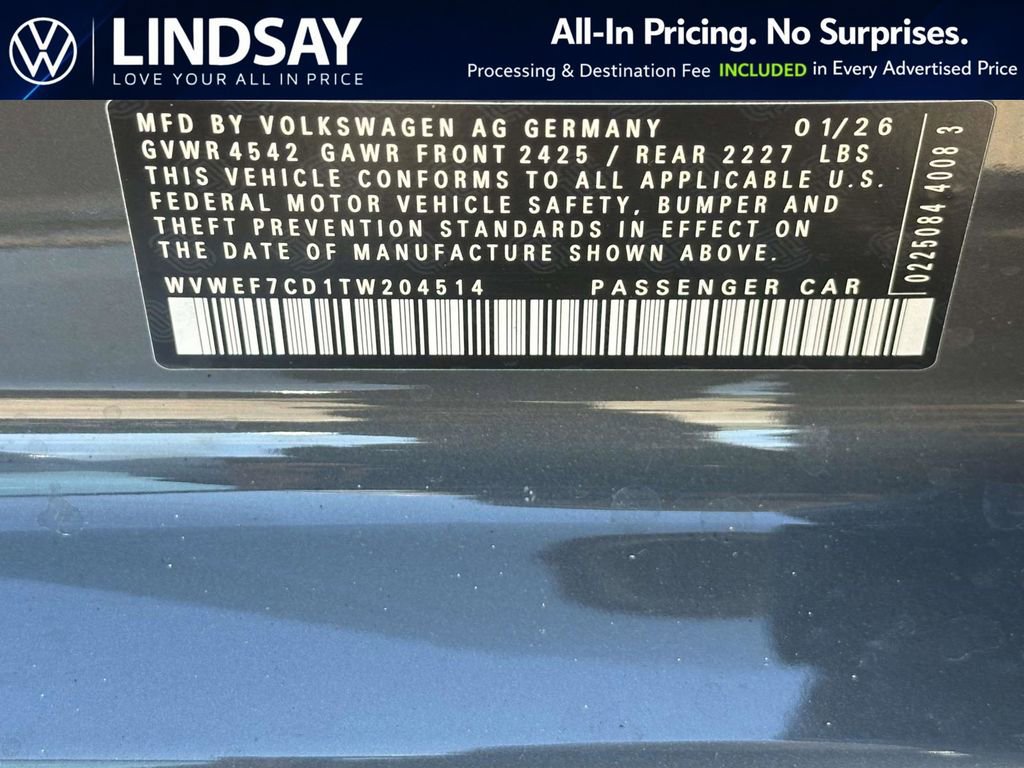 LINDSAY
LOVE YOUR ALL IN PRICE
All-In Pricing. No Surprises.
Processing & Destination Fee INCLUDED in Every Advertised Price
MFD BY VOLKSWAGEN AG GERMANY 01/26
GVWR 4542 GAWR FRONT 2425 / REAR 2227 LBS
THIS VEHICLE CONFORMS TO ALL APPLICABLE U.S.
FEDERAL MOTOR VEHICLE SAFETY, BUMPER AND
THEFT PREVENTION STANDARDS IN EFFECT ON
THE DATE OF MANUFACTURE SHOWN ABOVE.
WVWEF7CD1TW204514 PASSENGER CAR
0225084 4008 3